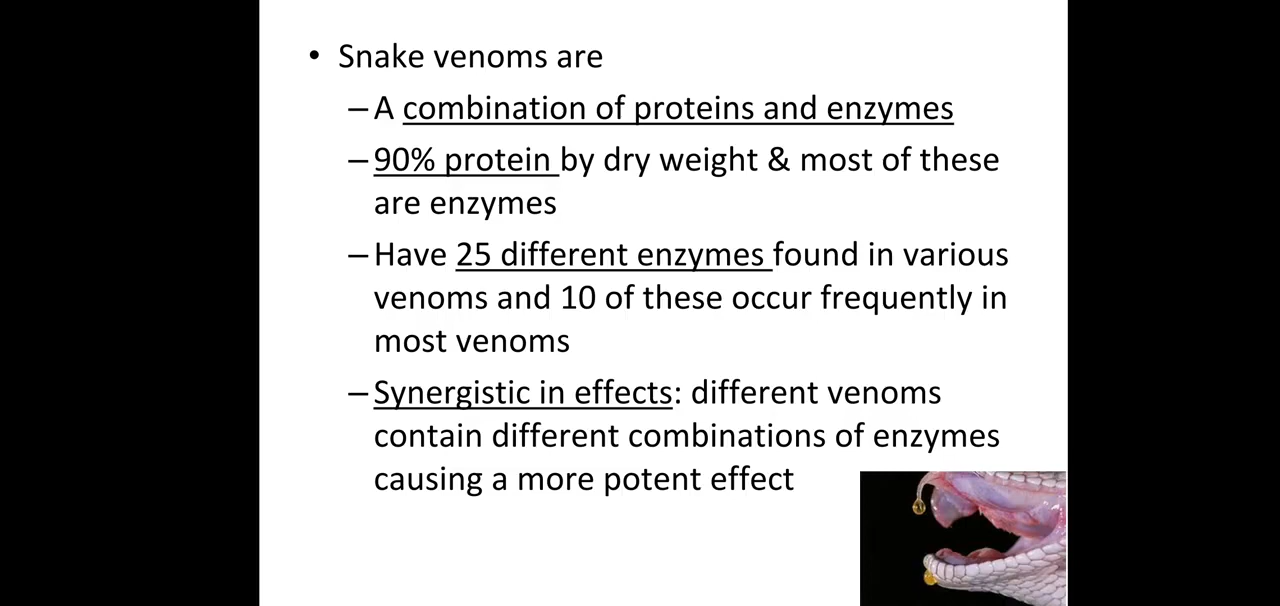 • Snake venoms are
– A combination of proteins and enzymes
– 90% protein by dry weight & most of these
are enzymes
– Have 25 different enzymes found in various
venoms and 10 of these occur frequently in
most venoms
– Synergistic in effects: different venoms
contain different combinations of enzymes
causing a more potent effect